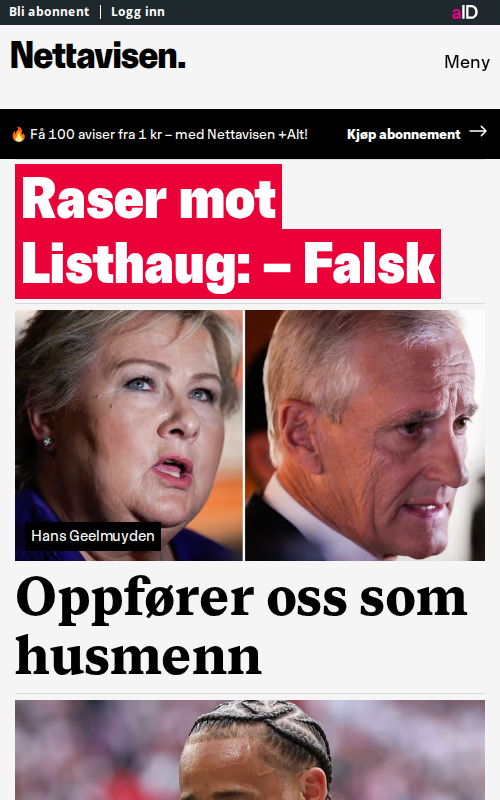 Bli abonnent | Logg inn
aID
Nettavisen.
Meny
🔥 Få 100 aviser fra 1 kr – med Nettavisen +Alt!
Kjøp abonnement →
Raser mot
Listhaug: – Falsk
Hans Geelmuyden
Oppfører oss som
husmenn